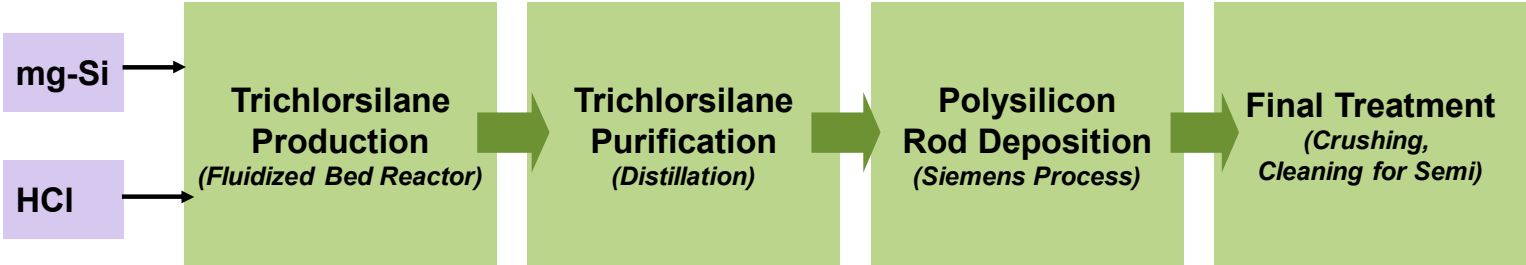 mg-Si
HCl
Trichlorsilane
Production
(Fluidized Bed Reactor)
Trichlorsilane
Purification
(Distillation)
Polysilicon
Rod Deposition
(Siemens Process)
Final Treatment
(Crushing,
Cleaning for Semi)